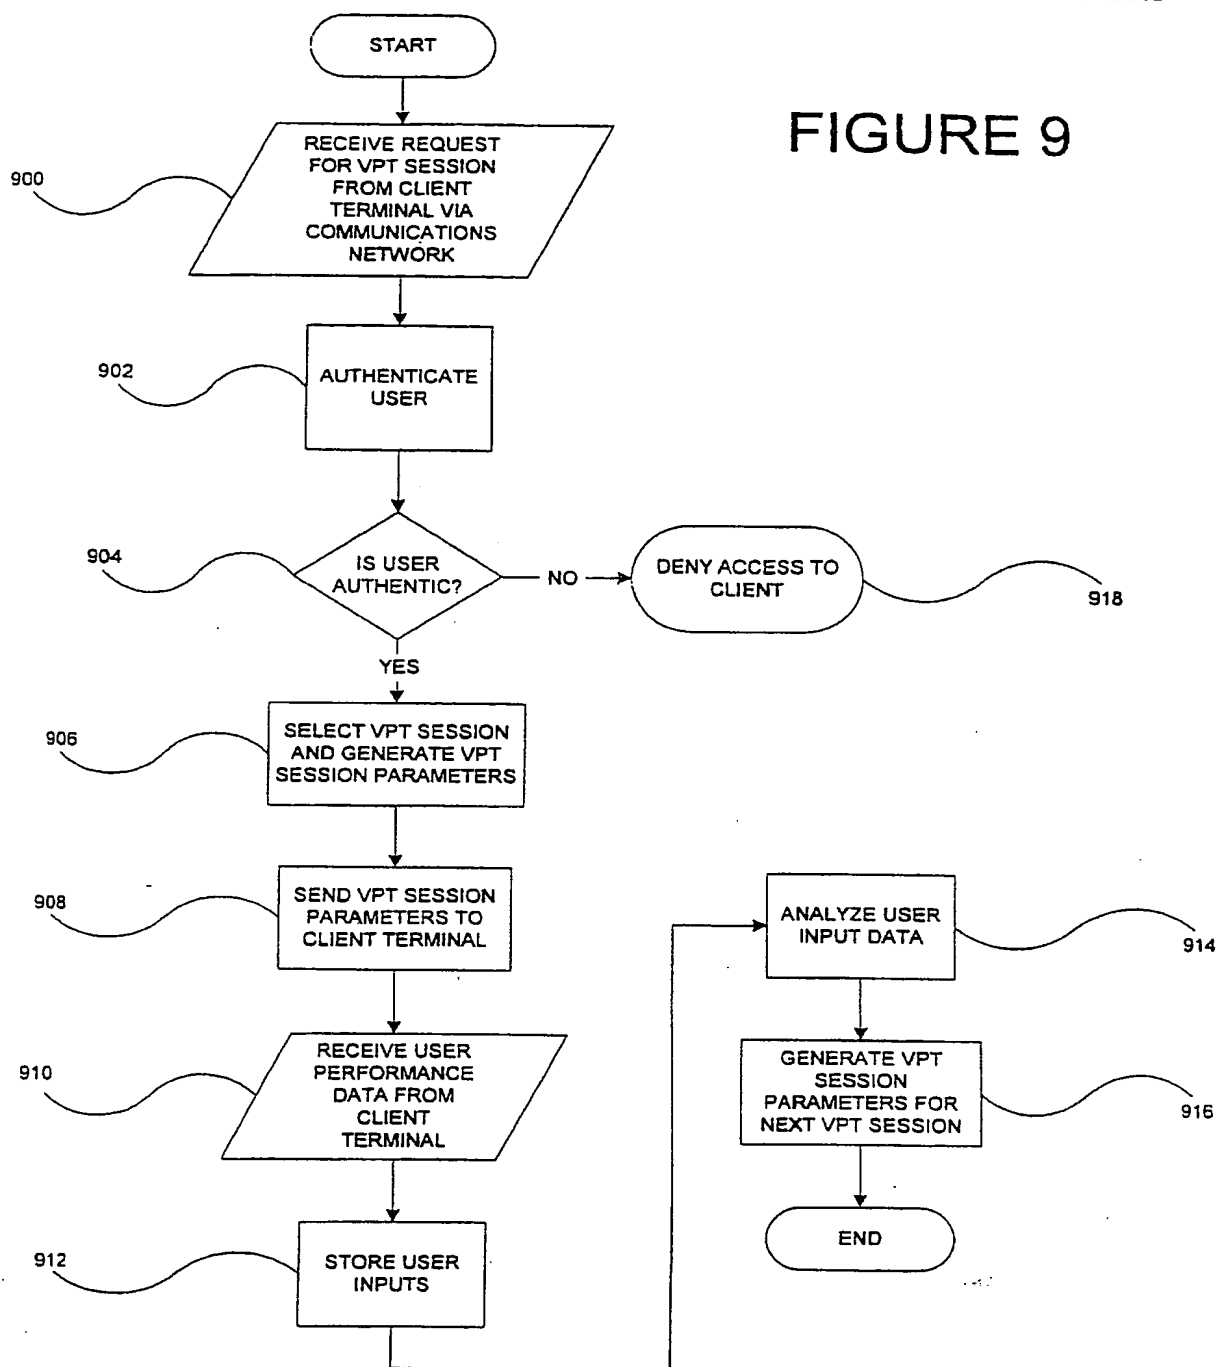 START
FIGURE 9
RECEIVE REQUEST
FOR VPT SESSION
FROM CLIENT
TERMINAL VIA
COMMUNICATIONS
NETWORK
900
AUTHENTICATE
USER
902
IS USER
AUTHENTIC?
904
NO
DENY ACCESS TO
CLIENT
918
YES
SELECT VPT SESSION
AND GENERATE VPT
SESSION PARAMETERS
906
SEND VPT SESSION
PARAMETERS TO
CLIENT TERMINAL
908
RECEIVE USER
PERFORMANCE
DATA FROM
CLIENT
TERMINAL
910
STORE USER
INPUTS
912
ANALYZE USER
INPUT DATA
914
GENERATE VPT
SESSION
PARAMETERS FOR
NEXT VPT SESSION
916
END